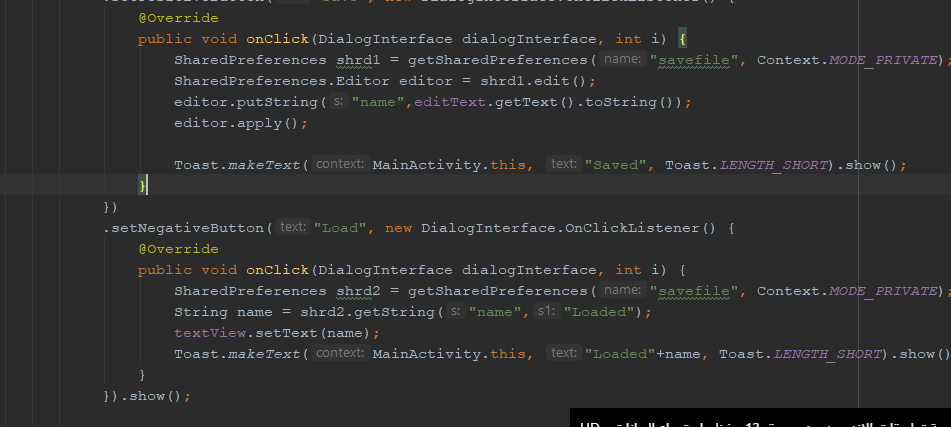 @Override
public void onClick(DialogInterface dialogInterface, int i) {
SharedPreferences shrd1 = getSharedPreferences( name: "savefile", Context.MODE_PRIVATE);
SharedPreferences.Editor editor = shrd1.edit();
editor.putString( s: "name",editText.getText().toString());
editor.apply();
Toast.makeText( context: MainActivity.this, text: "Saved", Toast.LENGTH_SHORT).show();
}
})
.setNegativeButton( text: "Load", new DialogInterface.OnClickListener() {
@Override
public void onClick(DialogInterface dialogInterface, int i) {
SharedPreferences shrd2 = getSharedPreferences( name: "savefile", Context.MODE_PRIVATE);
String name = shrd2.getString( s: "name", s1: "Loaded");
textView.setText(name);
Toast.makeText( context: MainActivity.this, text: "Loaded"+name, Toast.LENGTH_SHORT).show()
}
}).show();